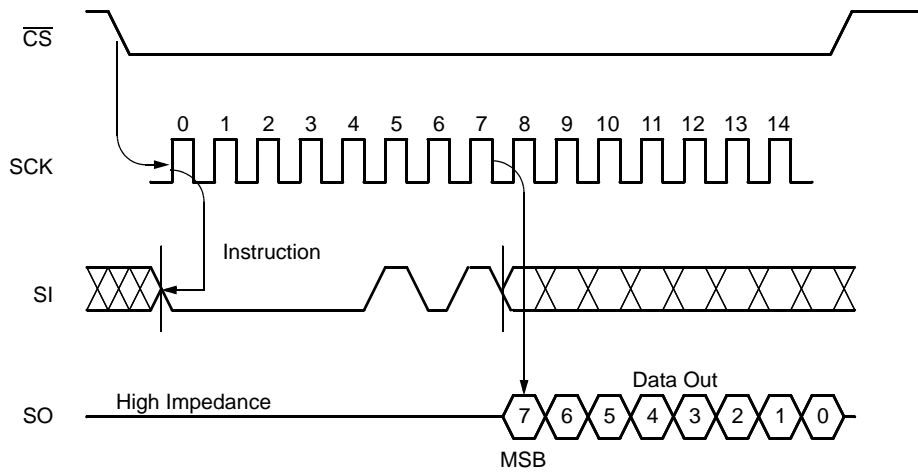 CS
0 1 2 3 4 5 6 7 8 9 10 11 12 13 14
SCK
Instruction
SI
Data Out
High Impedance
SO
7 6 5 4 3 2 1 0
MSB